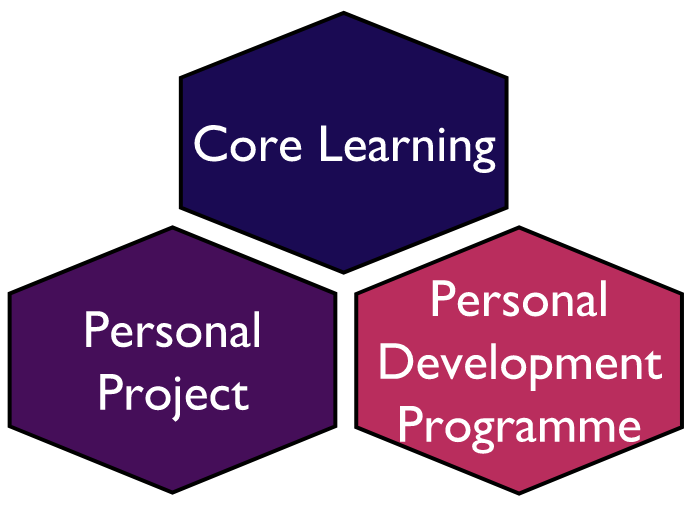 Core Learning
Personal
Project
Personal
Development
Programme